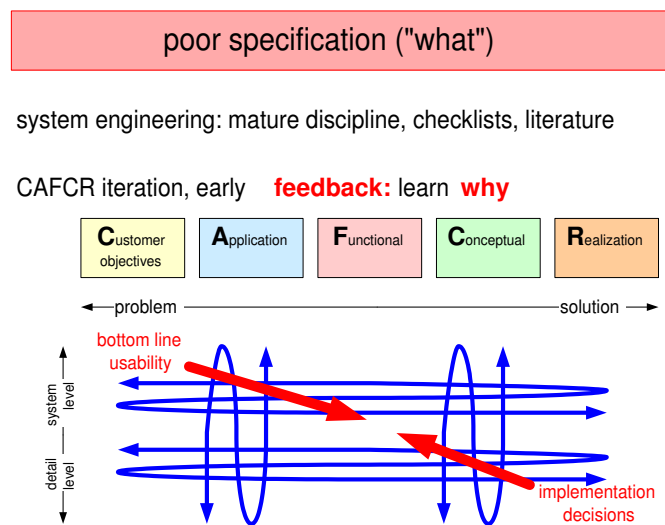 poor specification ("what")
system engineering: mature discipline, checklists, literature
CAFCR iteration, early feedback: learn why
Customer objectives
Application
Functional
Conceptual
Realization
problem
solution
bottom line
usability
system
level
detail
level
implementation
decisions